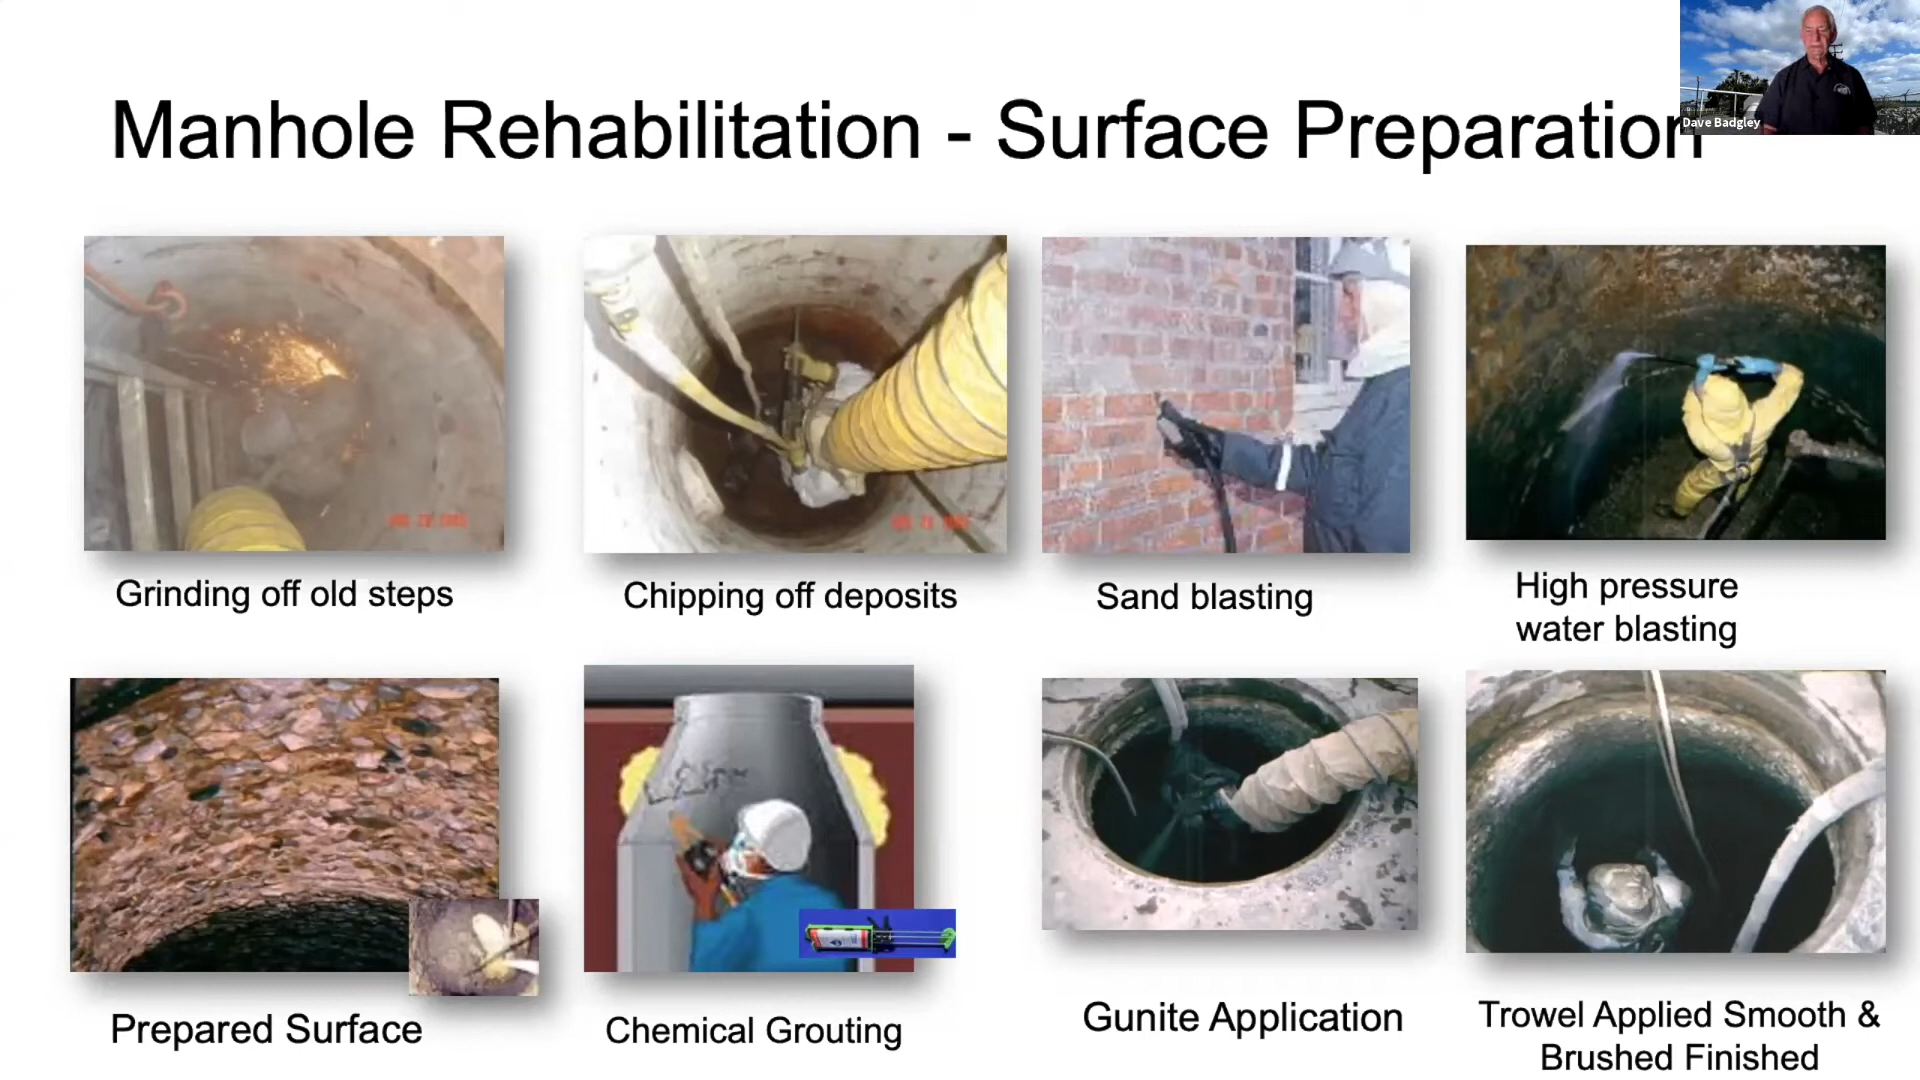 Manhole Rehabilitation - Surface Preparation
Dave Badgley
Grinding off old steps
Chipping off deposits
Sand blasting
High pressure
water blasting
Prepared Surface
Chemical Grouting
Gunite Application
Trowel Applied Smooth &
Brushed Finished